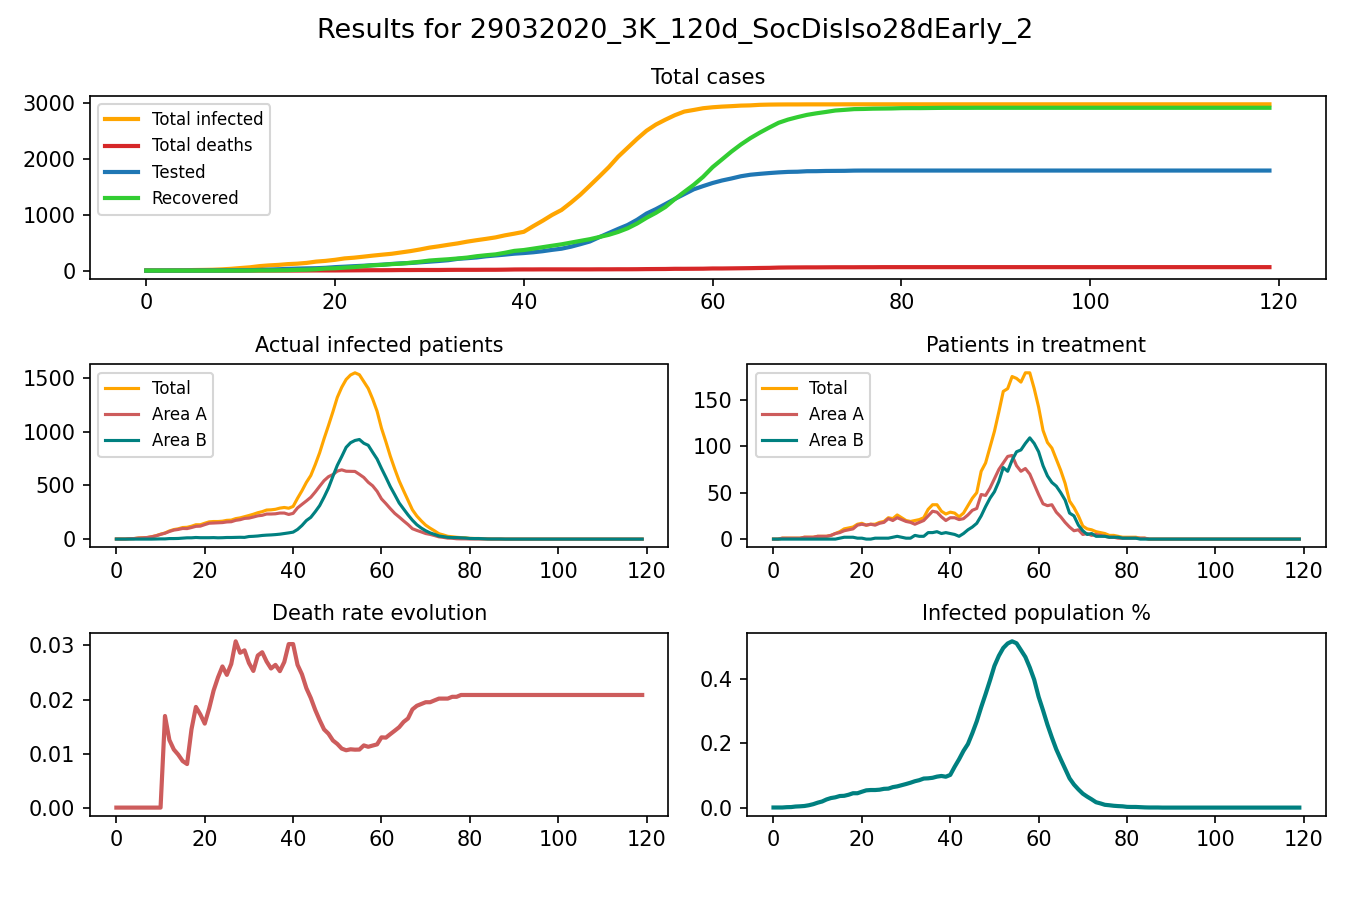 Results for 29032020_3K_120d_SocDisIso28dEarly_2
Total cases
3000
2000
1000
0
Total infected
Total deaths
Tested
Recovered
0 20 40 60 80 100 120
Actual infected patients
1500
1000
500
0
Total
Area A
Area B
0 20 40 60 80 100 120
Patients in treatment
150
100
50
0
Total
Area A
Area B
0 20 40 60 80 100 120
Death rate evolution
0.03
0.02
0.01
0.00
0 20 40 60 80 100 120
Infected population %
0.4
0.2
0.0
0 20 40 60 80 100 120